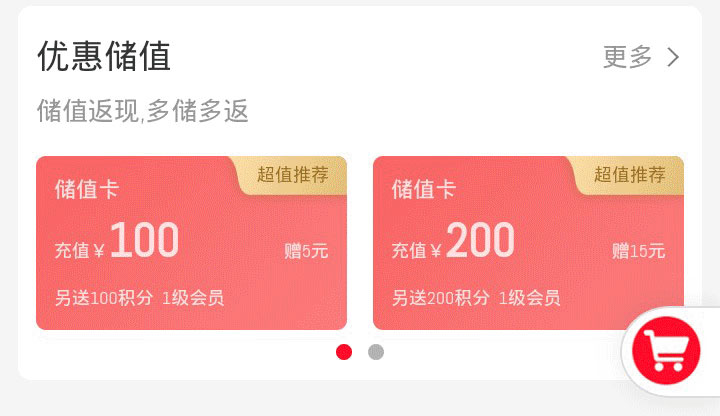 优惠储值
更多
储值返现,多储多返
超值推荐
储值卡
充值￥100
赠5元
另送100积分 1级会员
超值推荐
储值卡
充值￥200
赠15元
另送200积分 1级会员